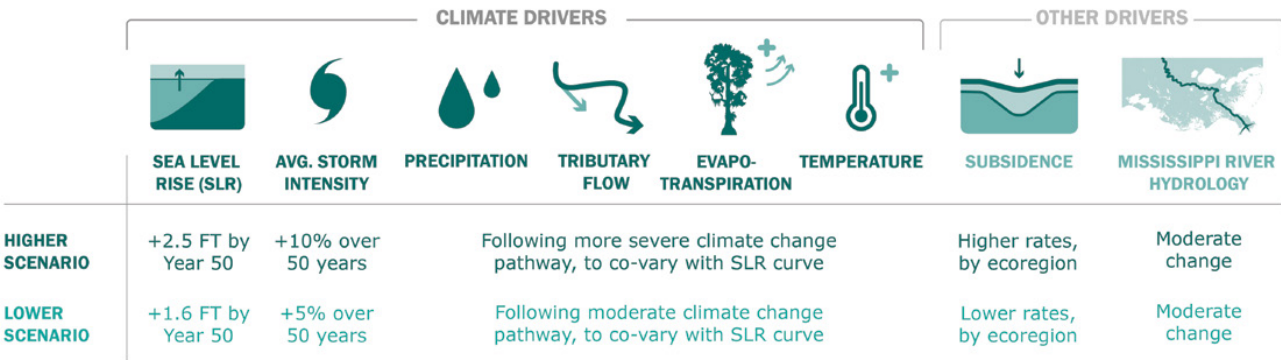 CLIMATE DRIVERS
OTHER DRIVERS
SEA LEVEL
RISE (SLR)
AVG. STORM
INTENSITY
PRECIPITATION
TRIBUTARY
FLOW
EVAPO-
TRANSPIRATION
TEMPERATURE
SUBSIDENCE
MISSISSIPPI RIVER
HYDROLOGY
HIGHER
SCENARIO
+2.5 FT by
Year 50
+10% over
50 years
Following more severe climate change
pathway, to co-vary with SLR curve
Higher rates,
by ecoregion
Moderate
change
LOWER
SCENARIO
+1.6 FT by
Year 50
+5% over
50 years
Following moderate climate change
pathway, to co-vary with SLR curve
Lower rates,
by ecoregion
Moderate
change